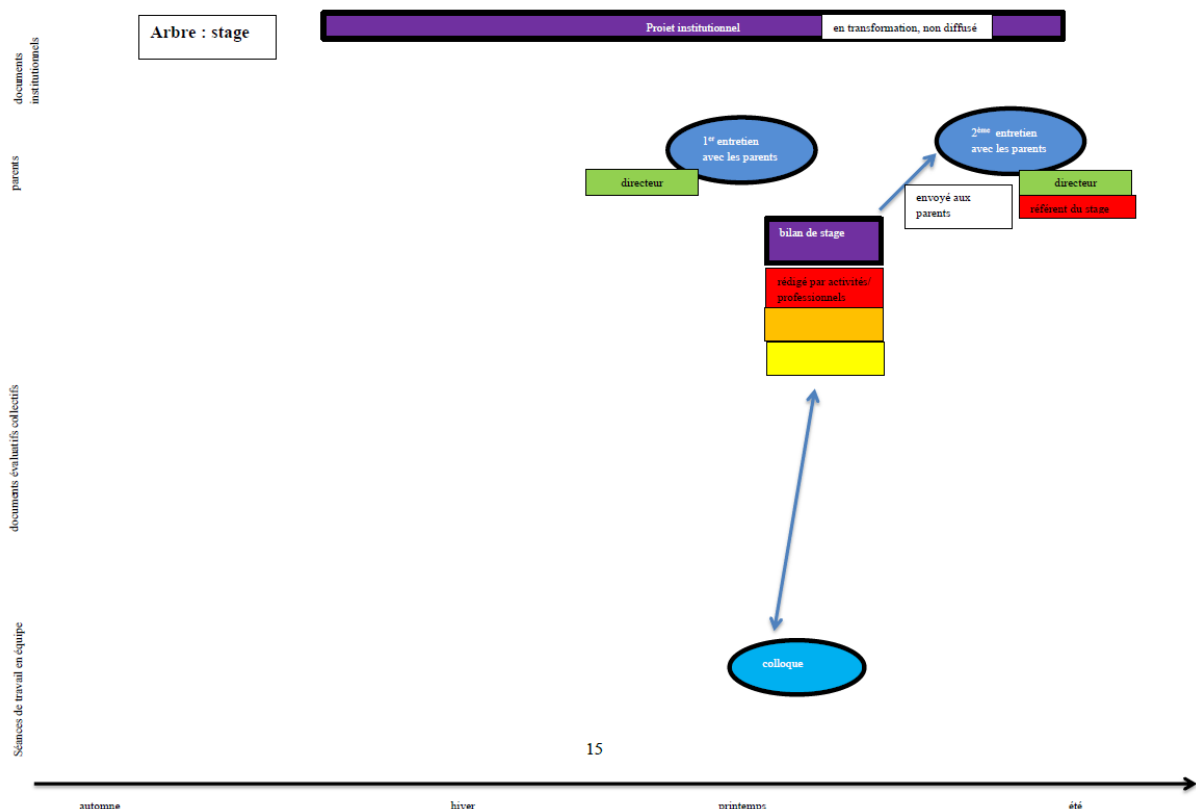 Arbre : stage
Projet institutionnel
en transformation, non diffusé
documents
institutionnels
parents
1er entretien
avec les parents
directeur
2ème entretien
avec les parents
directeur
référent du stage
envoyé aux
parents
bilan de stage
rédigé par activités/
professionnels
documents évaluatifs collectifs
Séances de travail en équipe
colloque
15
automne
hiver
printemps
été